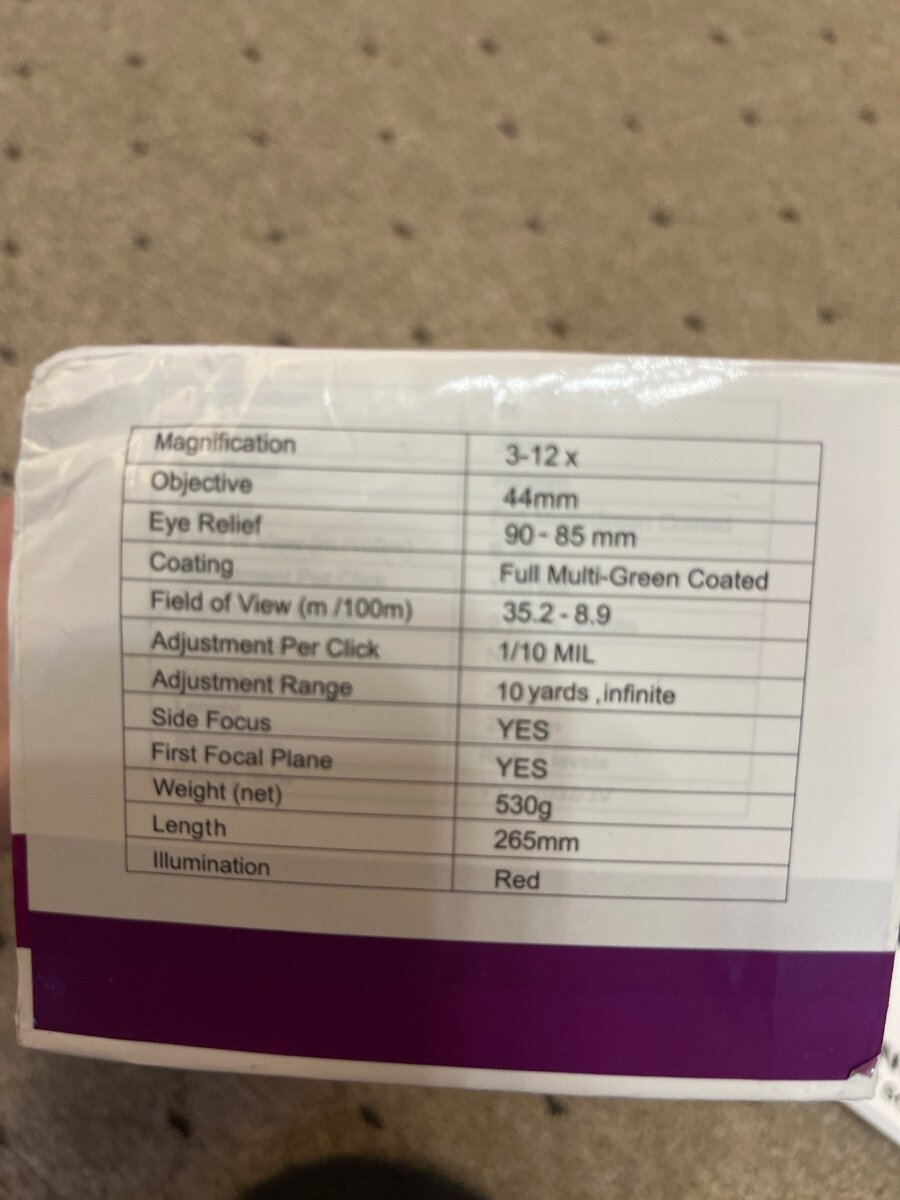 Magnification 3-12 x
Objective 44mm
Eye Relief 90 - 85 mm
Coating Full Multi-Green Coated
Field of View (m /100m) 35.2 - 8.9
Adjustment Per Click 1/10 MIL
Adjustment Range 10 yards ,infinite
Side Focus YES
First Focal Plane YES
Weight (net) 530g
Length 265mm
Illumination Red